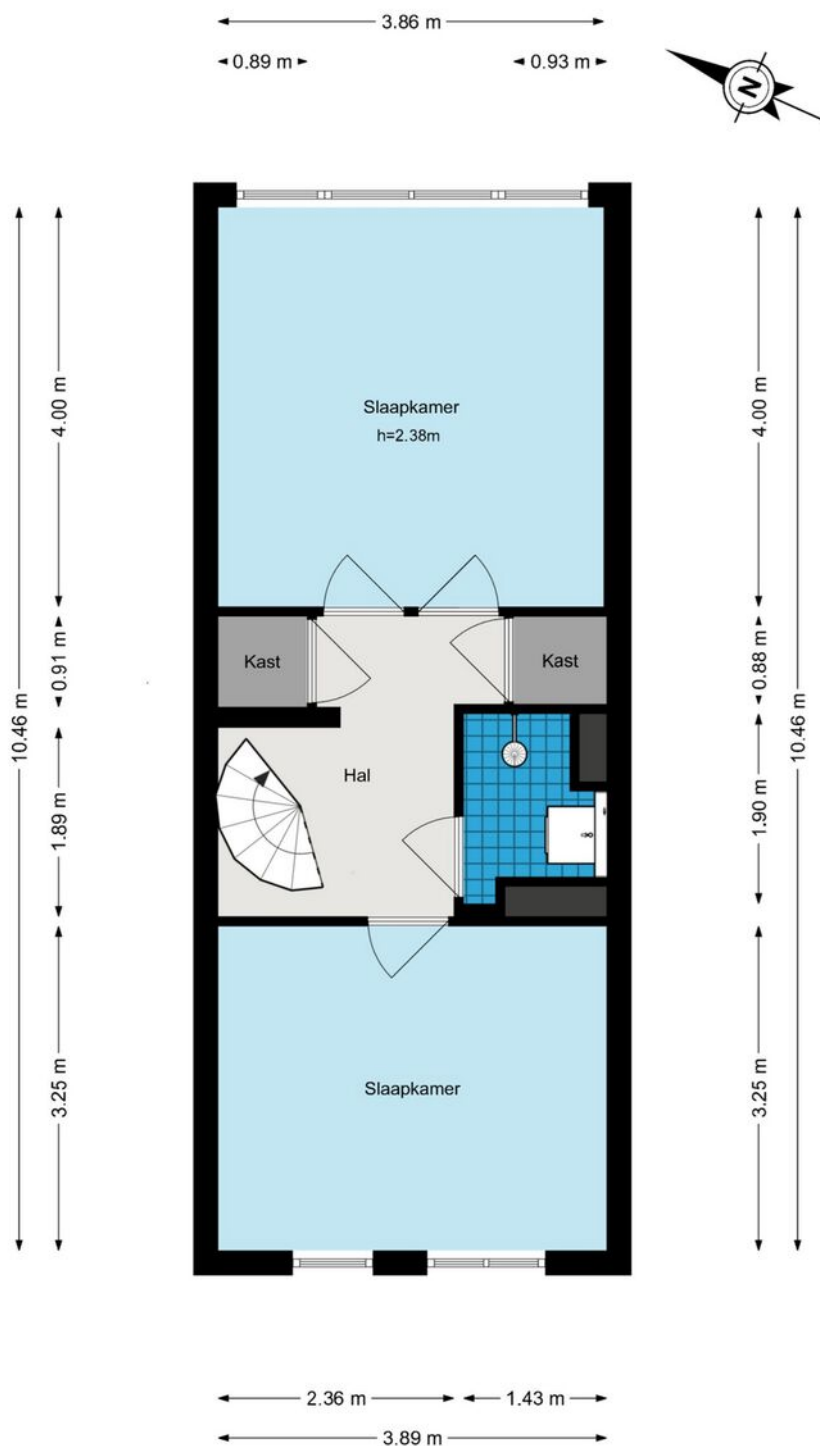 3.86 m
0.89 m
0.93 m
N
Slaapkamer
h=2.38m
4.00 m
4.00 m
10.46 m
10.46 m
Kast
Kast
0.91 m
0.88 m
Hal
1.89 m
1.90 m
Slaapkamer
3.25 m
3.25 m
2.36 m
1.43 m
3.89 m